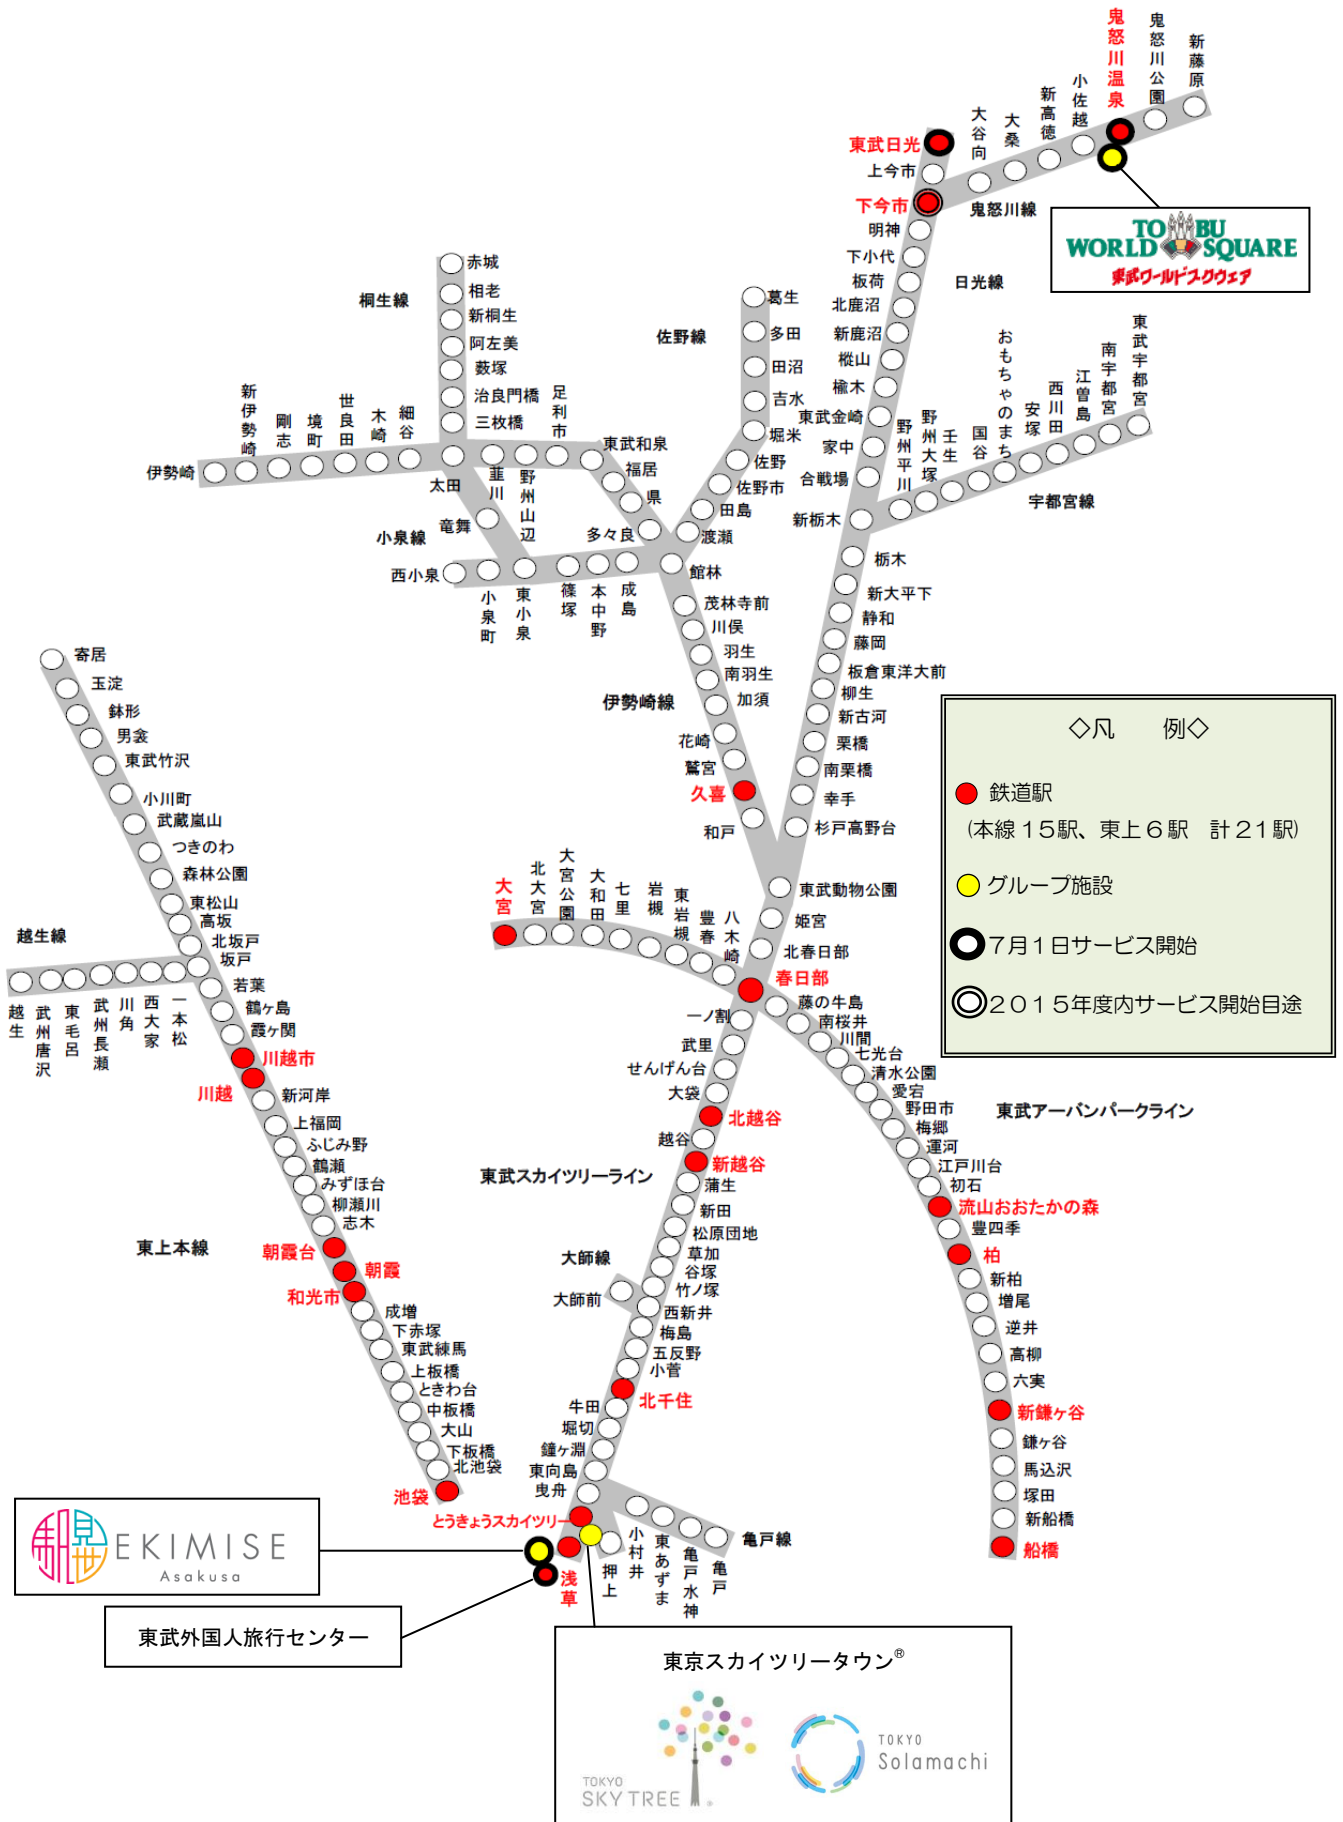 鬼怒川温泉
鬼怒川公園
新藤原
小佐越
新高徳
大桑
大谷向
東武日光
上今市
下今市
鬼怒川線
明神
下小代
板荷
日光線
北鹿沼
新鹿沼
樅山
楡木
東武金崎
家中
合戦場
新栃木
TOBU
WORLD SQUARE
東武ワールドスクウェア
野州平川
野州大塚
壬生
国谷
おもちゃのまち
安塚
西川田
江曽島
南宇都宮
東武宇都宮
宇都宮線
赤城
相老
新桐生
阿左美
薮塚
治良門橋
三枚橋
桐生線
葛生
多田
田沼
吉水
堀米
佐野
佐野市
田島
渡瀬
佐野線
伊勢崎
新伊勢崎
剛志
境町
世良田
木崎
細谷
太田
韮川
野州山辺
足利市
東武和泉
福居
県
多々良
館林
竜舞
小泉線
西小泉
小泉町
東小泉
篠塚
本中野
成島
茂林寺前
川俣
羽生
南羽生
加須
花崎
鷲宮
久喜
和戸
伊勢崎線
栃木
新大平下
静和
藤岡
板倉東洋大前
柳生
新古河
栗橋
南栗橋
幸手
杉戸高野台
東武動物公園
姫宮
北春日部
春日部
◇凡 例◇
鉄道駅
(本線15駅、東上6駅 計21駅)
グループ施設
7月1日サービス開始
2015年度内サービス開始目途
寄居
玉淀
鉢形
男衾
東武竹沢
小川町
武蔵嵐山
つきのわ
森林公園
東松山
高坂
北坂戸
坂戸
若葉
鶴ヶ島
霞ヶ関
川越市
川越
新河岸
上福岡
ふじみ野
鶴瀬
みずほ台
柳瀬川
志木
朝霞台
朝霞
和光市
成増
下赤塚
東武練馬
上板橋
ときわ台
中板橋
大山
下板橋
北池袋
池袋
東上本線
越生線
越生
武州唐沢
東毛呂
武州長瀬
川角
西大家
一本松
大宮
北大宮
大宮公園
大和田
七里
岩槻
東岩槻
豊春
八木崎
藤の牛島
南桜井
川間
七光台
清水公園
愛宕
野田市
梅郷
運河
江戸川台
初石
流山おおたかの森
豊四季
柏
新柏
増尾
逆井
高柳
六実
新鎌ヶ谷
鎌ヶ谷
馬込沢
塚田
新船橋
船橋
東武アーバンパークライン
一ノ割
武里
せんげん台
大袋
北越谷
越谷
新越谷
蒲生
新田
松原団地
草加
谷塚
竹ノ塚
西新井
梅島
五反野
小菅
北千住
牛田
堀切
鐘ヶ淵
東向島
曳舟
とうきょうスカイツリー
浅草
押上
東武スカイツリーライン
大師線
大師前
小村井
東あずま
亀戸水神
亀戸
亀戸線
EKIMISE
Asakusa
東武外国人旅行センター
東京スカイツリータウン®
TOKYO
SKYTREE®
TOKYO
Solamachi